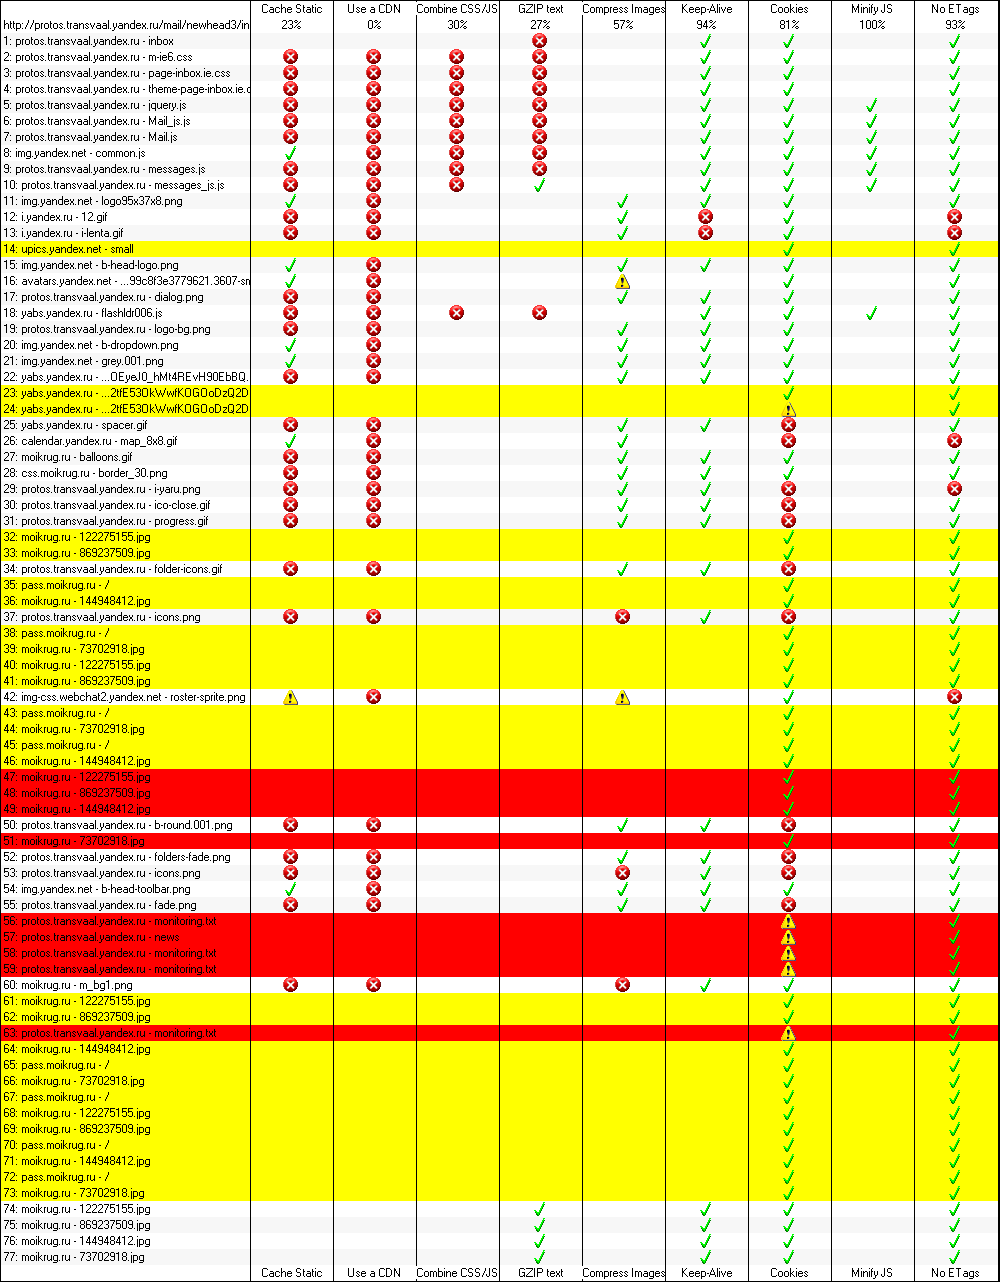 Cache Static Use a CDN Combine CSS/JS GZIP text Compress Images Keep-Alive Cookies Minify JS No ETags
http://protos.transvaal.yandex.ru/mail/newhead3/in 23% 0% 30% 27% 57% 94% 81% 100% 93%
1: protos.transvaal.yandex.ru - inbox
2: protos.transvaal.yandex.ru - m-ie6.css
3: protos.transvaal.yandex.ru - page-inbox.ie.css
4: protos.transvaal.yandex.ru - theme-page-inbox.ie.c
5: protos.transvaal.yandex.ru - jquery.js
6: protos.transvaal.yandex.ru - Mail_js.js
7: protos.transvaal.yandex.ru - Mail.js
8: img.yandex.net - common.js
9: protos.transvaal.yandex.ru - messages.js
10: protos.transvaal.yandex.ru - messages_js.js
11: img.yandex.net - logo95x37x8.png
12: i.yandex.ru - 12.gif
13: i.yandex.ru - i-lenta.gif
14: upics.yandex.net - small
15: img.yandex.net - b-head-logo.png
16: avatars.yandex.net - ...99c8f3e3779621.3607-sm
17: protos.transvaal.yandex.ru - dialog.png
18: yabs.yandex.ru - flashldr006.js
19: protos.transvaal.yandex.ru - logo-bg.png
20: img.yandex.net - b-dropdown.png
21: img.yandex.net - grey.001.png
22: yabs.yandex.ru - ...OEyeJ0_hMt4REvH90EbBQ.
23: yabs.yandex.ru - ...2tfE53OkWwfKOGOoDzQ2D
24: yabs.yandex.ru - ...2tfE53OkWwfKOGOoDzQ2D
25: yabs.yandex.ru - spacer.gif
26: calendar.yandex.ru - map_8x8.gif
27: moikrug.ru - balloons.gif
28: css.moikrug.ru - border_30.png
29: protos.transvaal.yandex.ru - i-yaru.png
30: protos.transvaal.yandex.ru - ico-close.gif
31: protos.transvaal.yandex.ru - progress.gif
32: moikrug.ru - 122275155.jpg
33: moikrug.ru - 869237509.jpg
34: protos.transvaal.yandex.ru - folder-icons.gif
35: pass.moikrug.ru - /
36: moikrug.ru - 144948412.jpg
37: protos.transvaal.yandex.ru - icons.png
38: pass.moikrug.ru - /
39: moikrug.ru - 73702918.jpg
40: moikrug.ru - 122275155.jpg
41: moikrug.ru - 869237509.jpg
42: img-css.webchat2.yandex.net - roster-sprite.png
43: pass.moikrug.ru - /
44: moikrug.ru - 73702918.jpg
45: pass.moikrug.ru - /
46: moikrug.ru - 144948412.jpg
47: moikrug.ru - 122275155.jpg
48: moikrug.ru - 869237509.jpg
49: moikrug.ru - 144948412.jpg
50: protos.transvaal.yandex.ru - b-round.001.png
51: moikrug.ru - 73702918.jpg
52: protos.transvaal.yandex.ru - folders-fade.png
53: protos.transvaal.yandex.ru - icons.png
54: img.yandex.net - b-head-toolbar.png
55: protos.transvaal.yandex.ru - fade.png
56: protos.transvaal.yandex.ru - monitoring.txt
57: protos.transvaal.yandex.ru - news
58: protos.transvaal.yandex.ru - monitoring.txt
59: protos.transvaal.yandex.ru - monitoring.txt
60: moikrug.ru - m_bg1.png
61: moikrug.ru - 122275155.jpg
62: moikrug.ru - 869237509.jpg
63: protos.transvaal.yandex.ru - monitoring.txt
64: moikrug.ru - 144948412.jpg
65: pass.moikrug.ru - /
66: moikrug.ru - 73702918.jpg
67: pass.moikrug.ru - /
68: moikrug.ru - 122275155.jpg
69: moikrug.ru - 869237509.jpg
70: pass.moikrug.ru - /
71: moikrug.ru - 144948412.jpg
72: pass.moikrug.ru - /
73: moikrug.ru - 73702918.jpg
74: moikrug.ru - 122275155.jpg
75: moikrug.ru - 869237509.jpg
76: moikrug.ru - 144948412.jpg
77: moikrug.ru - 73702918.jpg
Cache Static Use a CDN Combine CSS/JS GZIP text Compress Images Keep-Alive Cookies Minify JS No ETags